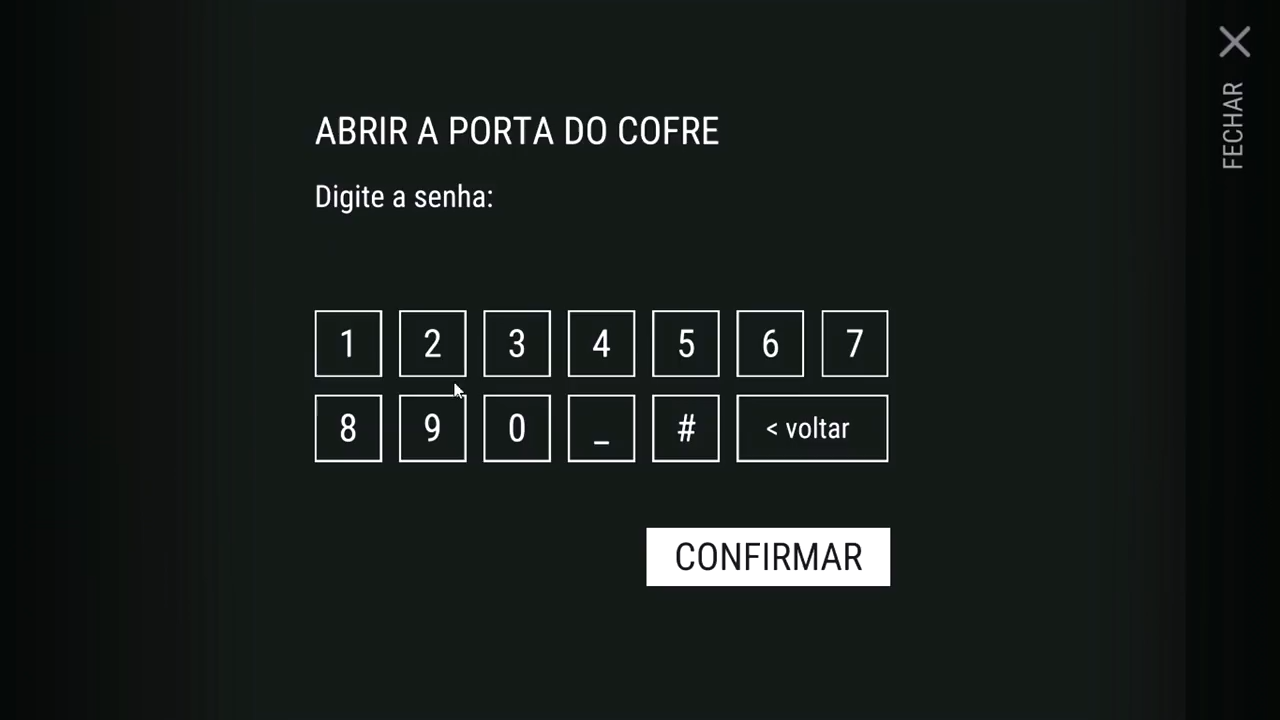 ABRIR A PORTA DO COFRE
FECHAR
Digite a senha:
1 2 3 4 5 6 7
8 9 0 _ # < voltar
CONFIRMAR